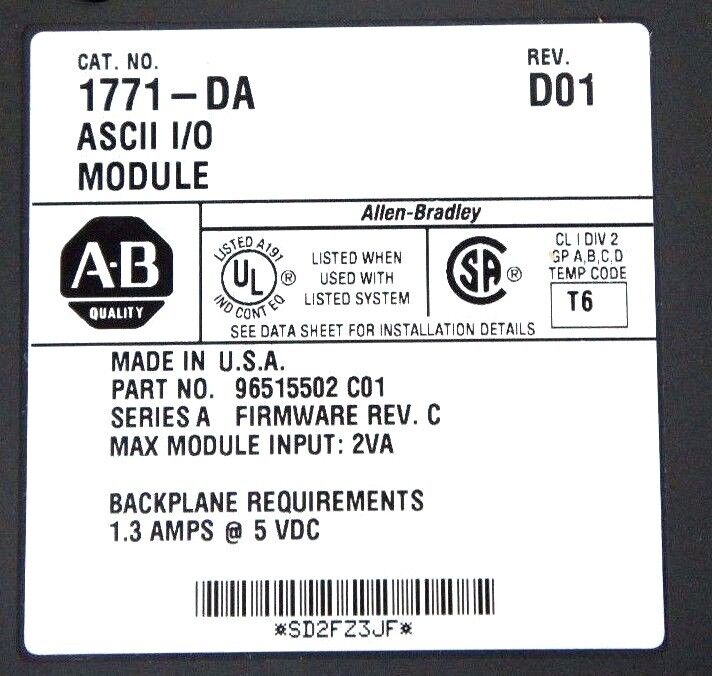 CAT. NO.
1771-DA
ASCII I/O
MODULE
REV.
D01
Allen-Bradley
A-B
QUALITY
LISTED A191
UL ®
IND CONT EQ
LISTED WHEN
USED WITH
LISTED SYSTEM
SA ®
CL I DIV 2
GP A,B,C,D
TEMP CODE
T6
SEE DATA SHEET FOR INSTALLATION DETAILS
MADE IN U.S.A.
PART NO. 96515502 C01
SERIES A FIRMWARE REV. C
MAX MODULE INPUT: 2VA
BACKPLANE REQUIREMENTS
1.3 AMPS @ 5 VDC
*SD2FZ3JF*